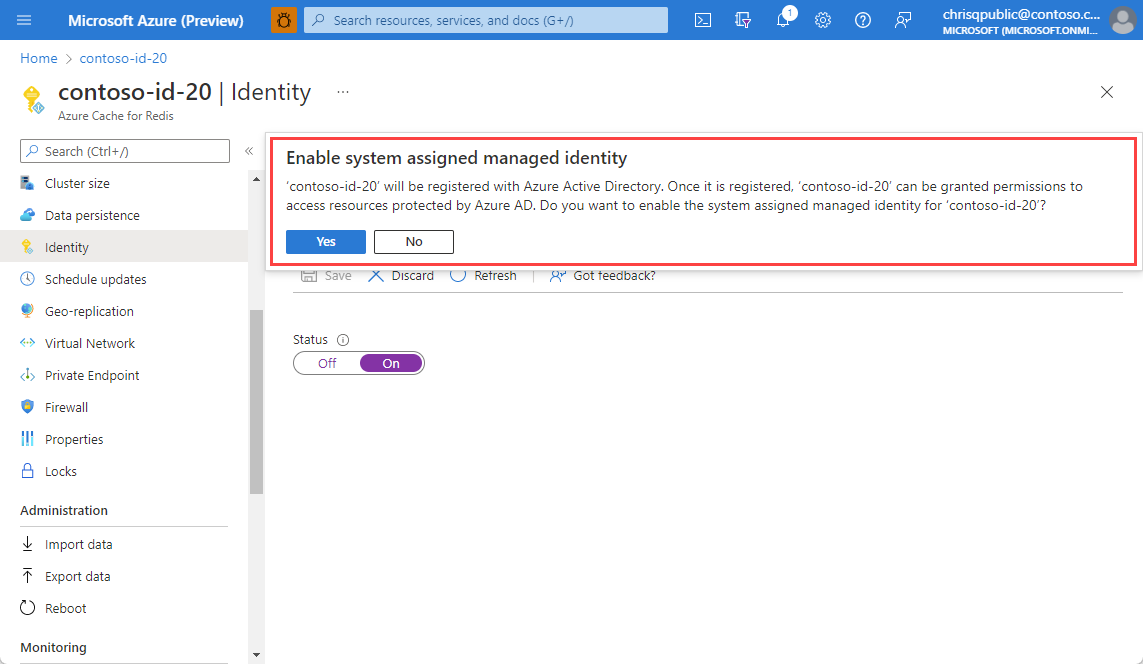 Microsoft Azure (Preview)
Search resources, services, and docs (G+/)
1
chrisqpublic@contoso.c...
MICROSOFT (MICROSOFT.ONMI...
Home > contoso-id-20
contoso-id-20 | Identity ...
Azure Cache for Redis
Search (Ctrl+/)
«
Cluster size
Data persistence
Identity
Schedule updates
Geo-replication
Virtual Network
Private Endpoint
Firewall
Properties
Locks
Administration
Import data
Export data
Reboot
Monitoring
Enable system assigned managed identity
‘contoso-id-20’ will be registered with Azure Active Directory. Once it is registered, ‘contoso-id-20’ can be granted permissions to
access resources protected by Azure AD. Do you want to enable the system assigned managed identity for ‘contoso-id-20’?
Yes No
Save Discard Refresh Got feedback?
Status
Off On